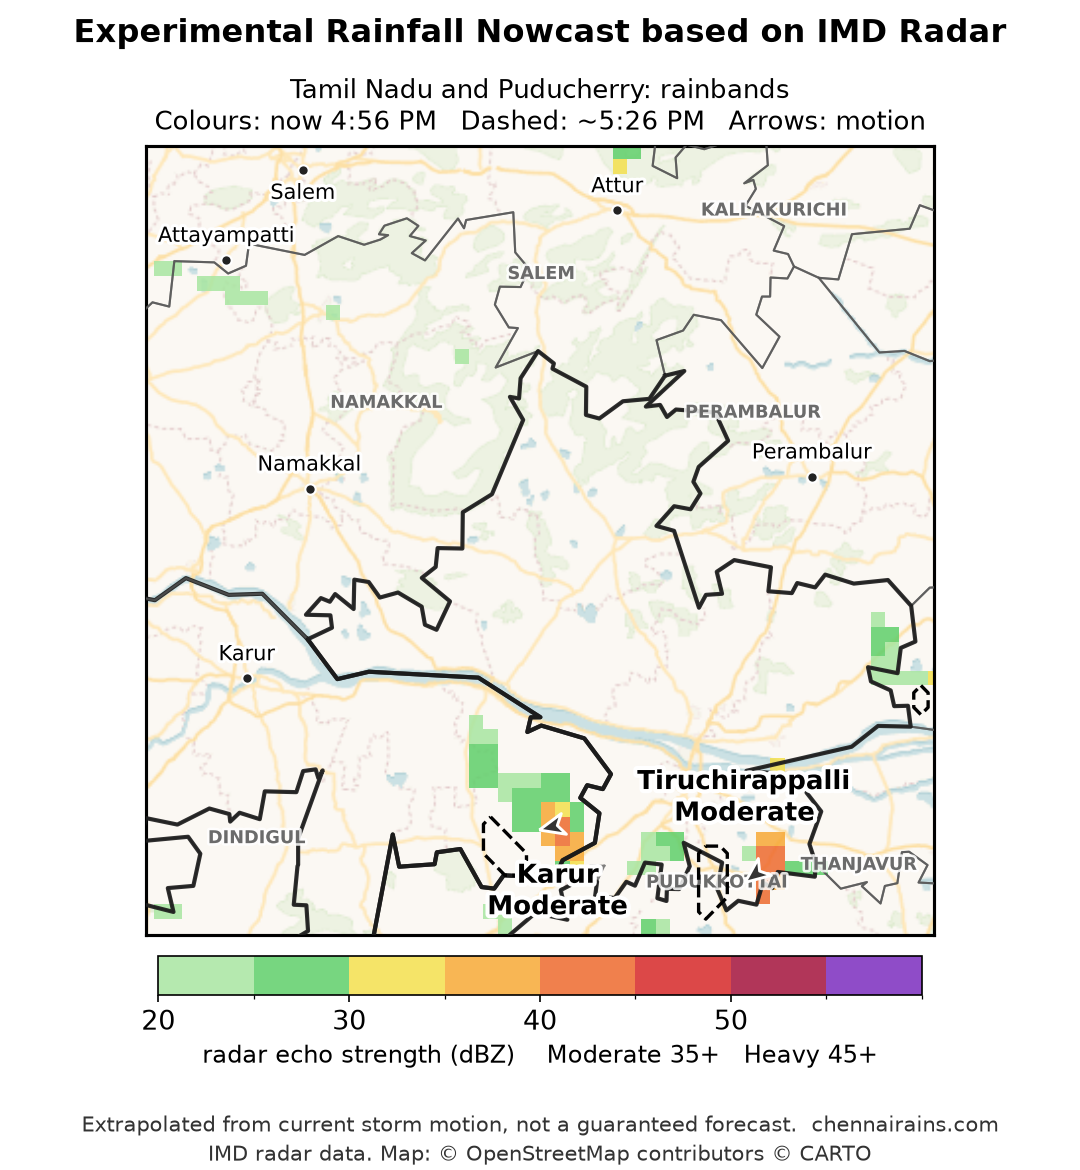 Experimental Rainfall Nowcast based on IMD Radar
Tamil Nadu and Puducherry: rainbands
Colours: now 4:56 PM   Dashed: ~5:26 PM   Arrows: motion
Salem
Attur
KALLAKURICHI
Attayampatti
SALEM
NAMAKKAL
PERAMBALUR
Perambalur
Namakkal
Karur
Tiruchirappalli
Moderate
DINDIGUL
THANJAVUR
Karur
Moderate
PUDUKKOTTAI
20 30 40 50
radar echo strength (dBZ)    Moderate 35+   Heavy 45+
Extrapolated from current storm motion, not a guaranteed forecast.  chennairains.com
IMD radar data. Map: © OpenStreetMap contributors © CARTO